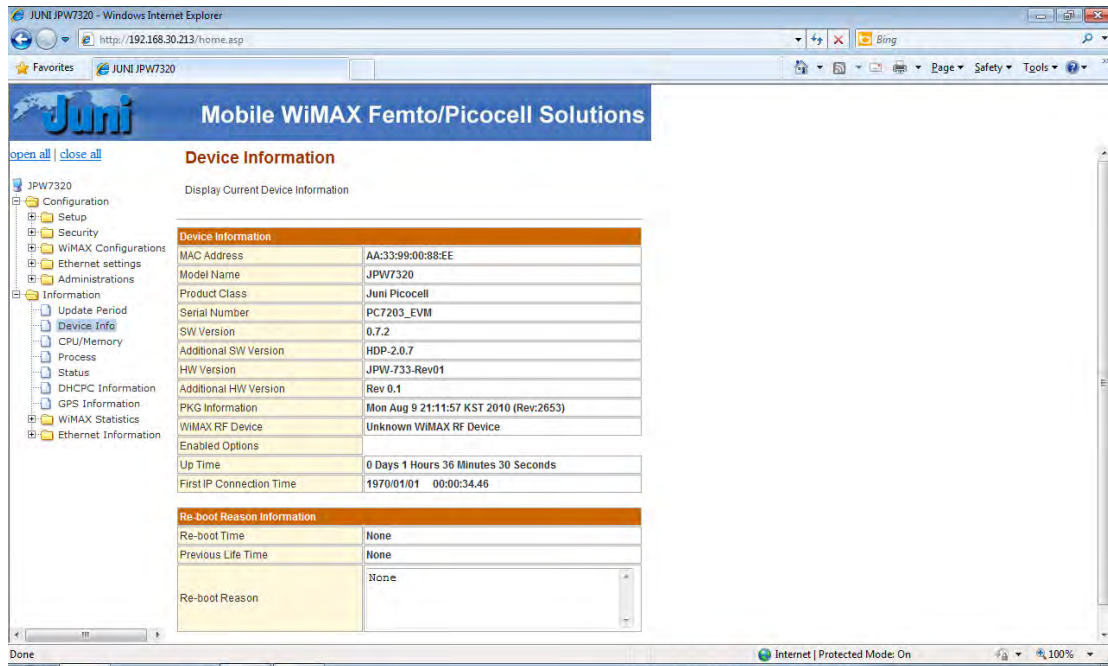 JUNI JPW7320 - Windows Internet Explorer
http://192.168.30.213/home.asp
Bing
Favorites
JUNI JPW7320
Page
Safety
Tools
Juni
Mobile WiMAX Femto/Picocell Solutions
open all | close all
JPW7320
Configuration
Setup
Security
WiMAX Configurations
Ethernet settings
Administrations
Information
Update Period
Device Info
CPU/Memory
Process
Status
DHCPC Information
GPS Information
WiMAX Statistics
Ethernet Information
Device Information
Display Current Device Information
Device Information
MAC Address AA:33:99:00:88:EE
Model Name JPW7320
Product Class Juni Picocell
Serial Number PC7203_EVM
SW Version 0.7.2
Additional SW Version HDP-2.0.7
HW Version JPW-733-Rev01
Additional HW Version Rev 0.1
PKG Information Mon Aug 9 21:11:57 KST 2010 (Rev:2653)
WiMAX RF Device Unknown WiMAX RF Device
Enabled Options
Up Time 0 Days 1 Hours 36 Minutes 30 Seconds
First IP Connection Time 1970/01/01 00:00:34.46
Re-boot Reason Information
Re-boot Time None
Previous Life Time None
Re-boot Reason None
Done
Internet | Protected Mode: On
100%